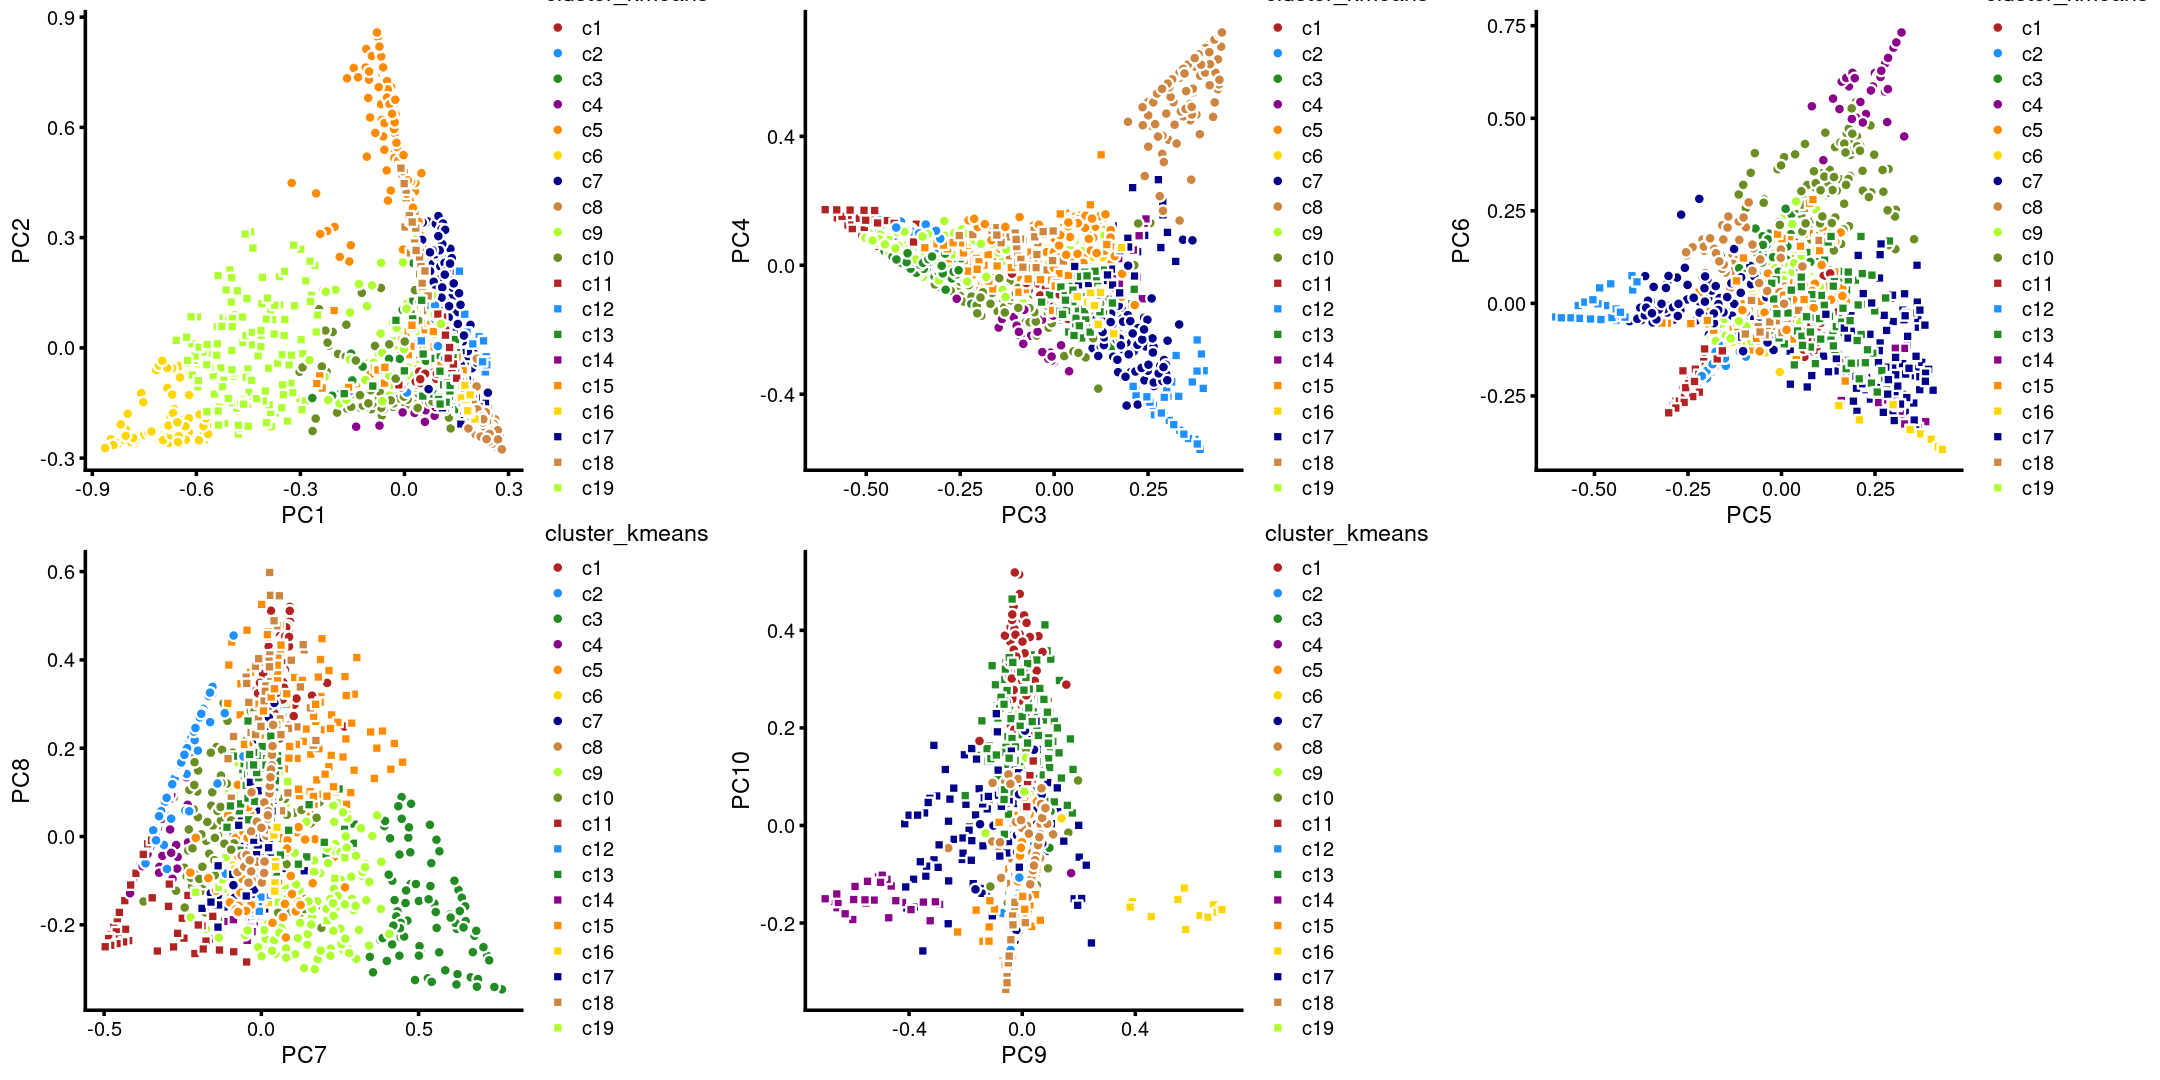 cluster_kmeans
0.9
0.6
0.3
0.0
-0.3
PC2
-0.9
-0.6
-0.3
0.0
0.3
PC1
c1
c2
c3
c4
c5
c6
c7
c8
c9
c10
c11
c12
c13
c14
c15
c16
c17
c18
c19
cluster_kmeans
0.4
0.0
-0.4
PC4
-0.50
-0.25
0.00
0.25
PC3
c1
c2
c3
c4
c5
c6
c7
c8
c9
c10
c11
c12
c13
c14
c15
c16
c17
c18
c19
cluster_kmeans
0.75
0.50
0.25
0.00
-0.25
PC6
-0.50
-0.25
0.00
0.25
PC5
c1
c2
c3
c4
c5
c6
c7
c8
c9
c10
c11
c12
c13
c14
c15
c16
c17
c18
c19
cluster_kmeans
0.6
0.4
0.2
0.0
-0.2
PC8
-0.5
0.0
0.5
PC7
c1
c2
c3
c4
c5
c6
c7
c8
c9
c10
c11
c12
c13
c14
c15
c16
c17
c18
c19
cluster_kmeans
0.4
0.2
0.0
-0.2
PC10
-0.4
0.0
0.4
PC9
c1
c2
c3
c4
c5
c6
c7
c8
c9
c10
c11
c12
c13
c14
c15
c16
c17
c18
c19